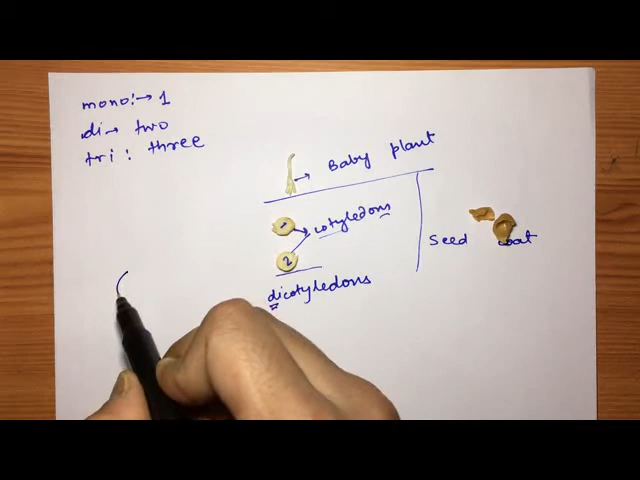 mono:→ 1
di→ two
tri : three
→ Baby plant
1
cotyledons
2
dicotyledons
Seed coat